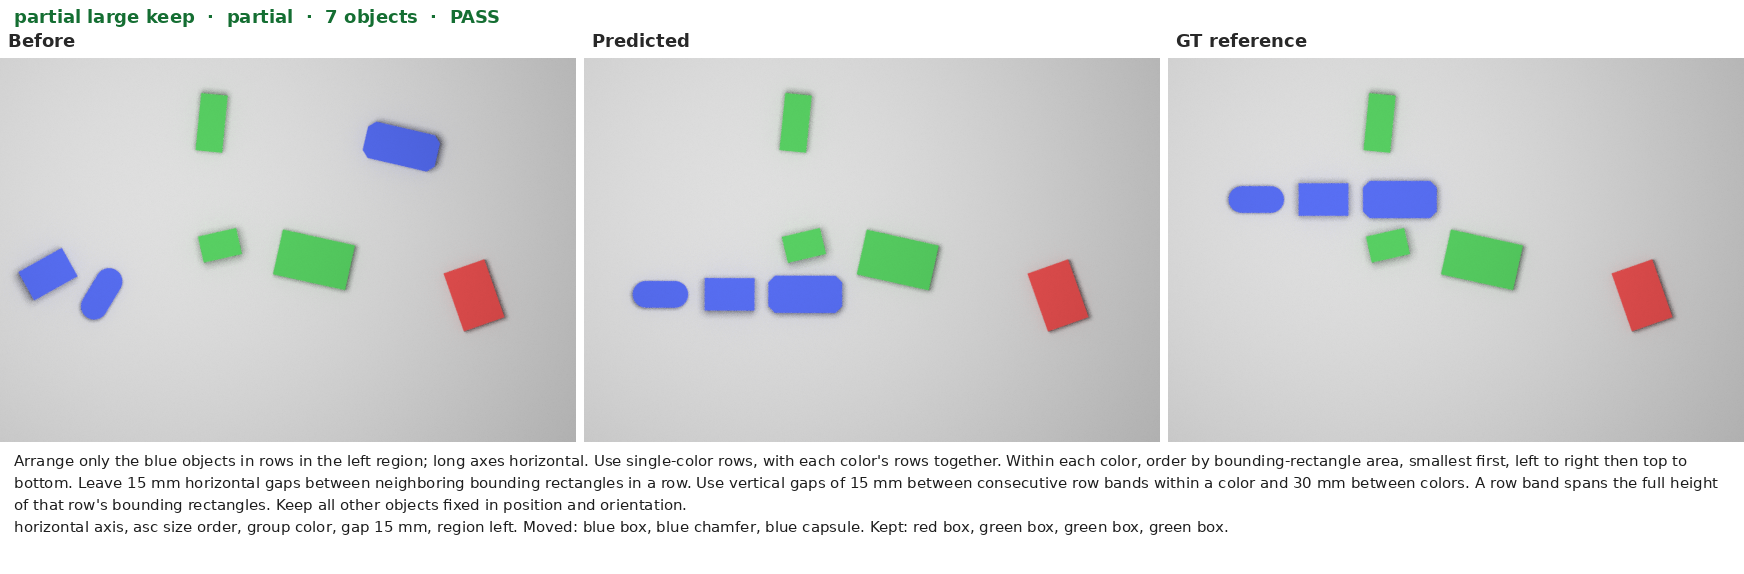 partial large keep · partial · 7 objects · PASS
Before
Predicted
GT reference
Arrange only the blue objects in rows in the left region; long axes horizontal. Use single-color rows, with each color's rows together. Within each color, order by bounding-rectangle area, smallest first, left to right then top to
bottom. Leave 15 mm horizontal gaps between neighboring bounding rectangles in a row. Use vertical gaps of 15 mm between consecutive row bands within a color and 30 mm between colors. A row band spans the full height
of that row's bounding rectangles. Keep all other objects fixed in position and orientation.
horizontal axis, asc size order, group color, gap 15 mm, region left. Moved: blue box, blue chamfer, blue capsule. Kept: red box, green box, green box, green box.